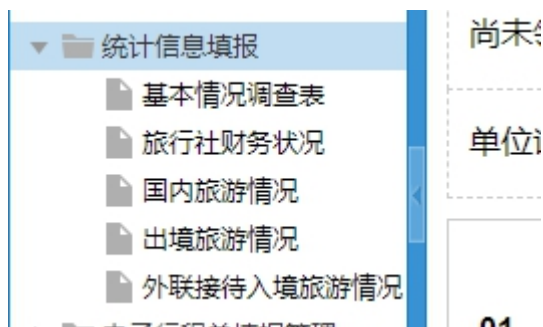 统计信息填报
基本情况调查表
旅行社财务状况
国内旅游情况
出境旅游情况
外联接待入境旅游情况
尚未
单位
01